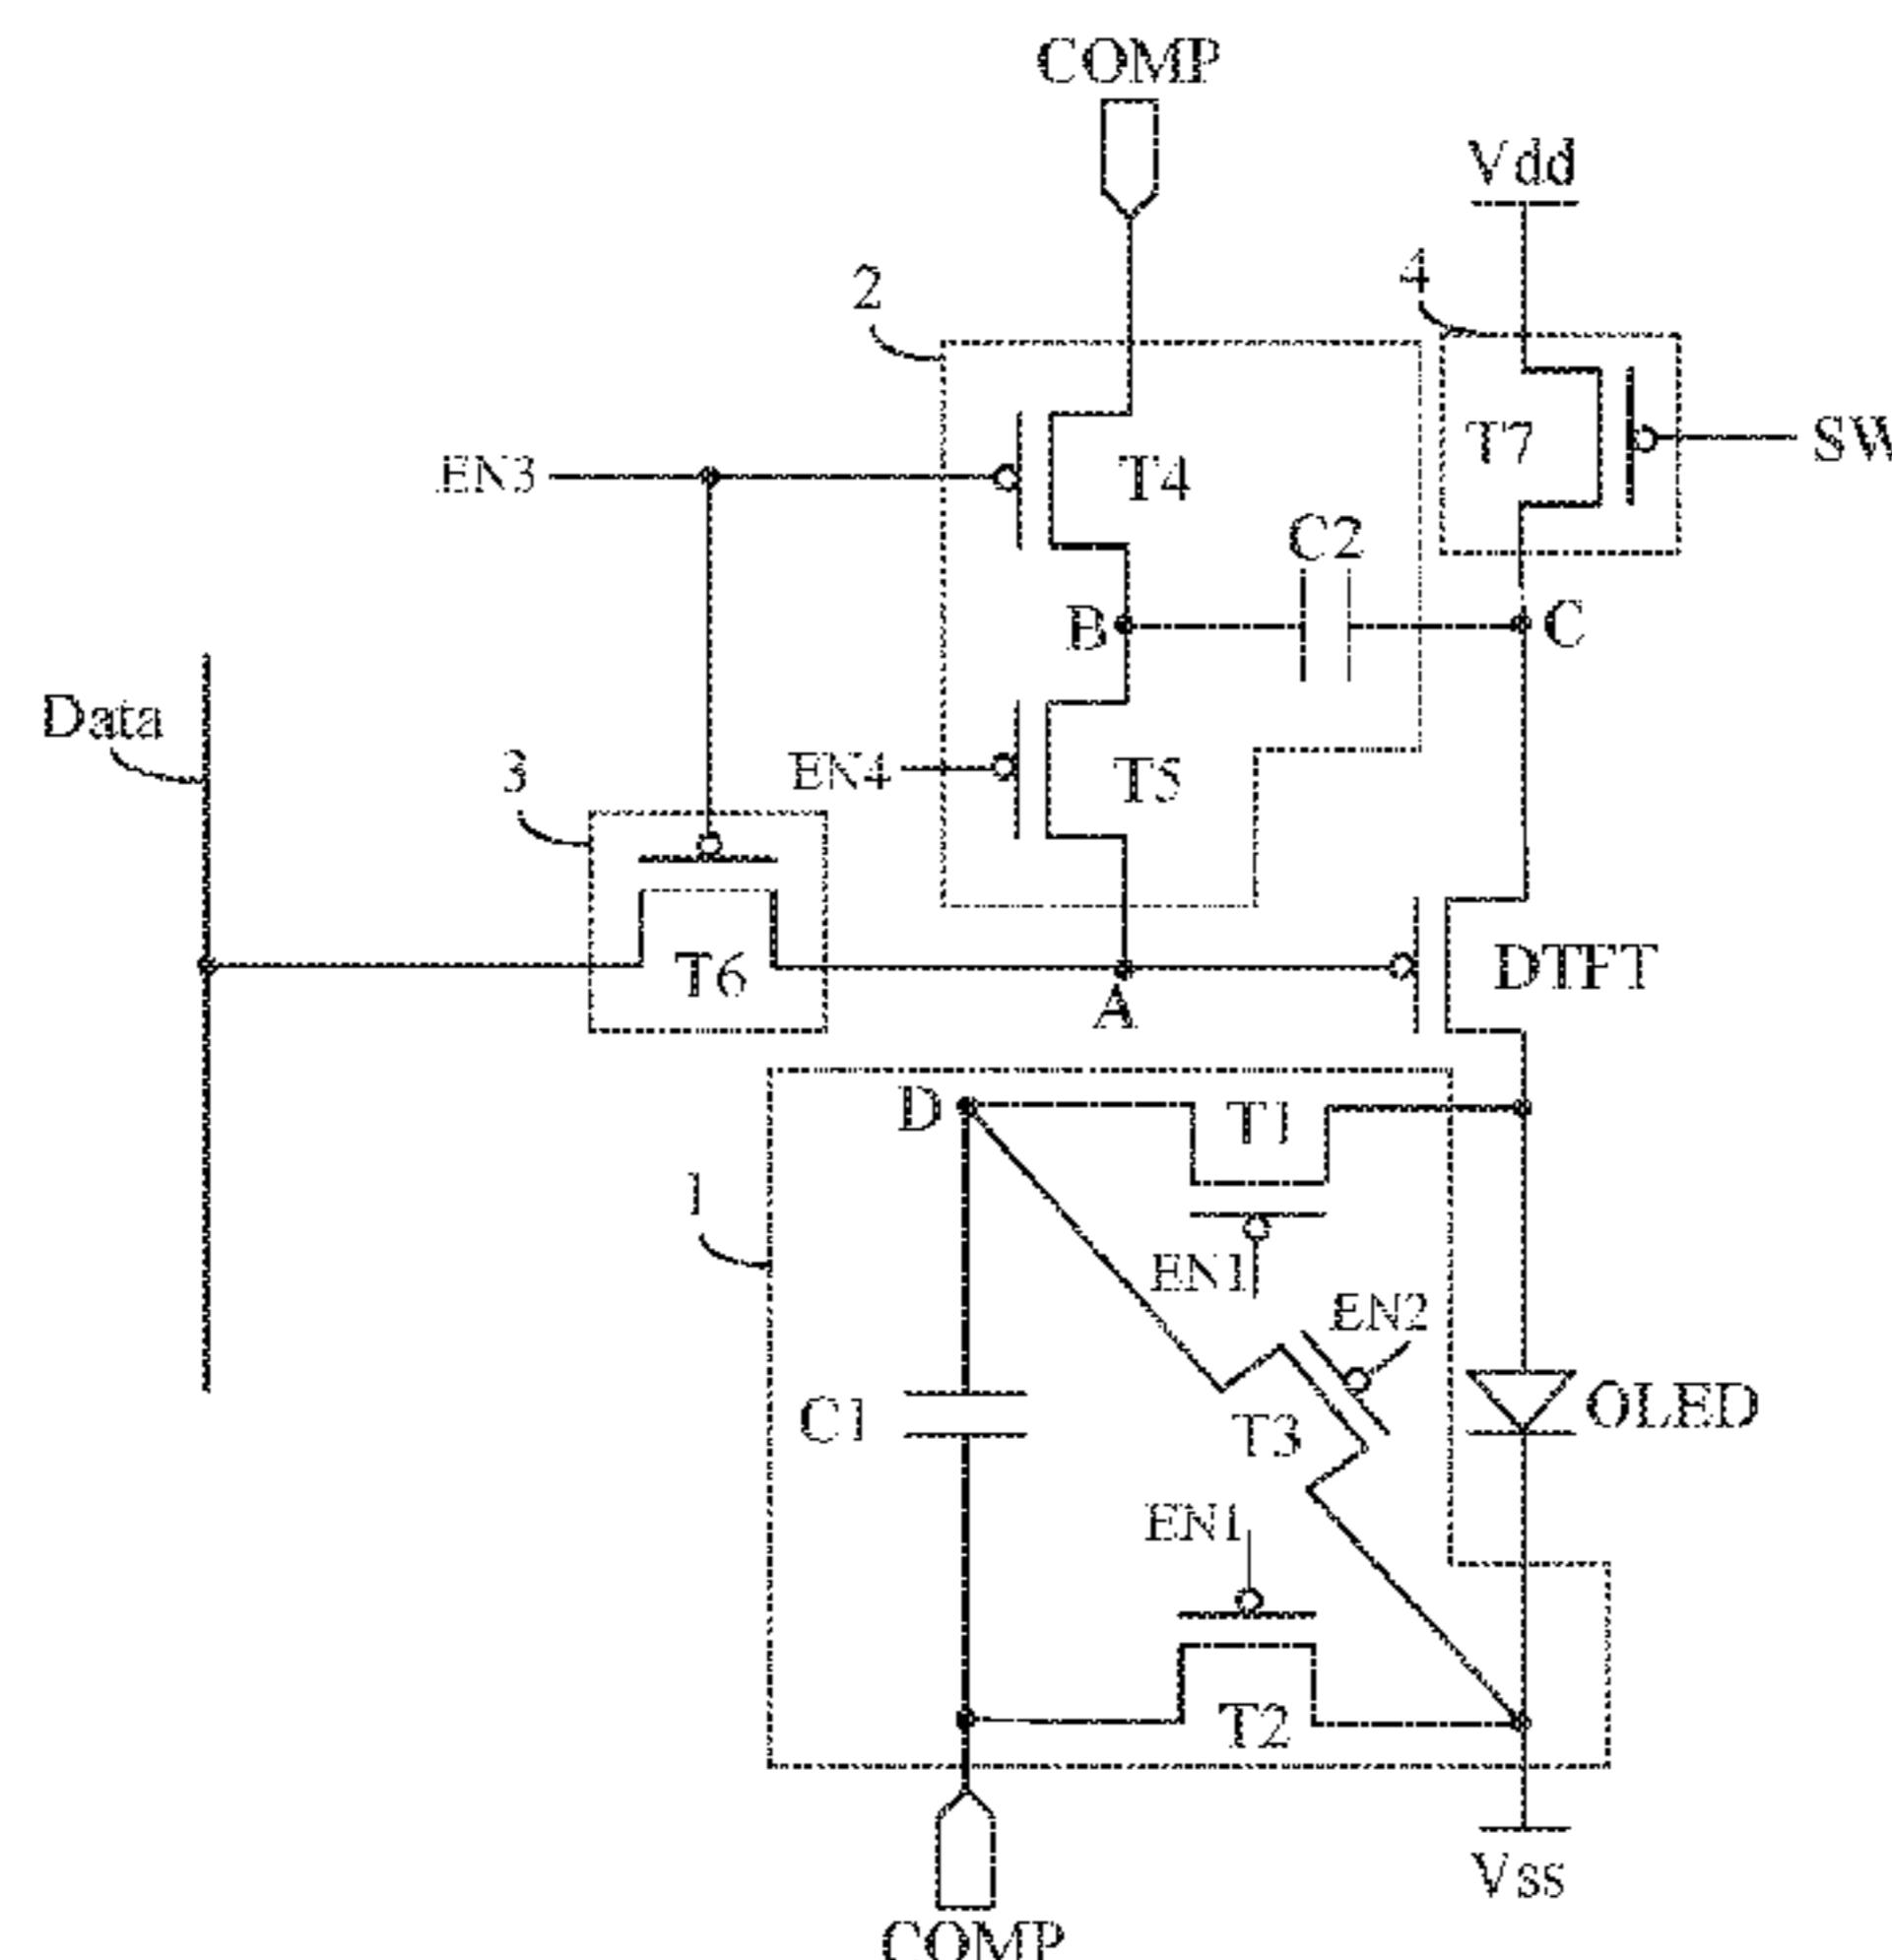 COMP
Vdd
2
4
EN3
T4
T7
SW
C2
B
C
Data
3
EN4
T5
T6
A
DTFT
D
T1
1
EN1
EN2
C1
T3
OLED
EN1
T2
Vss
COMP